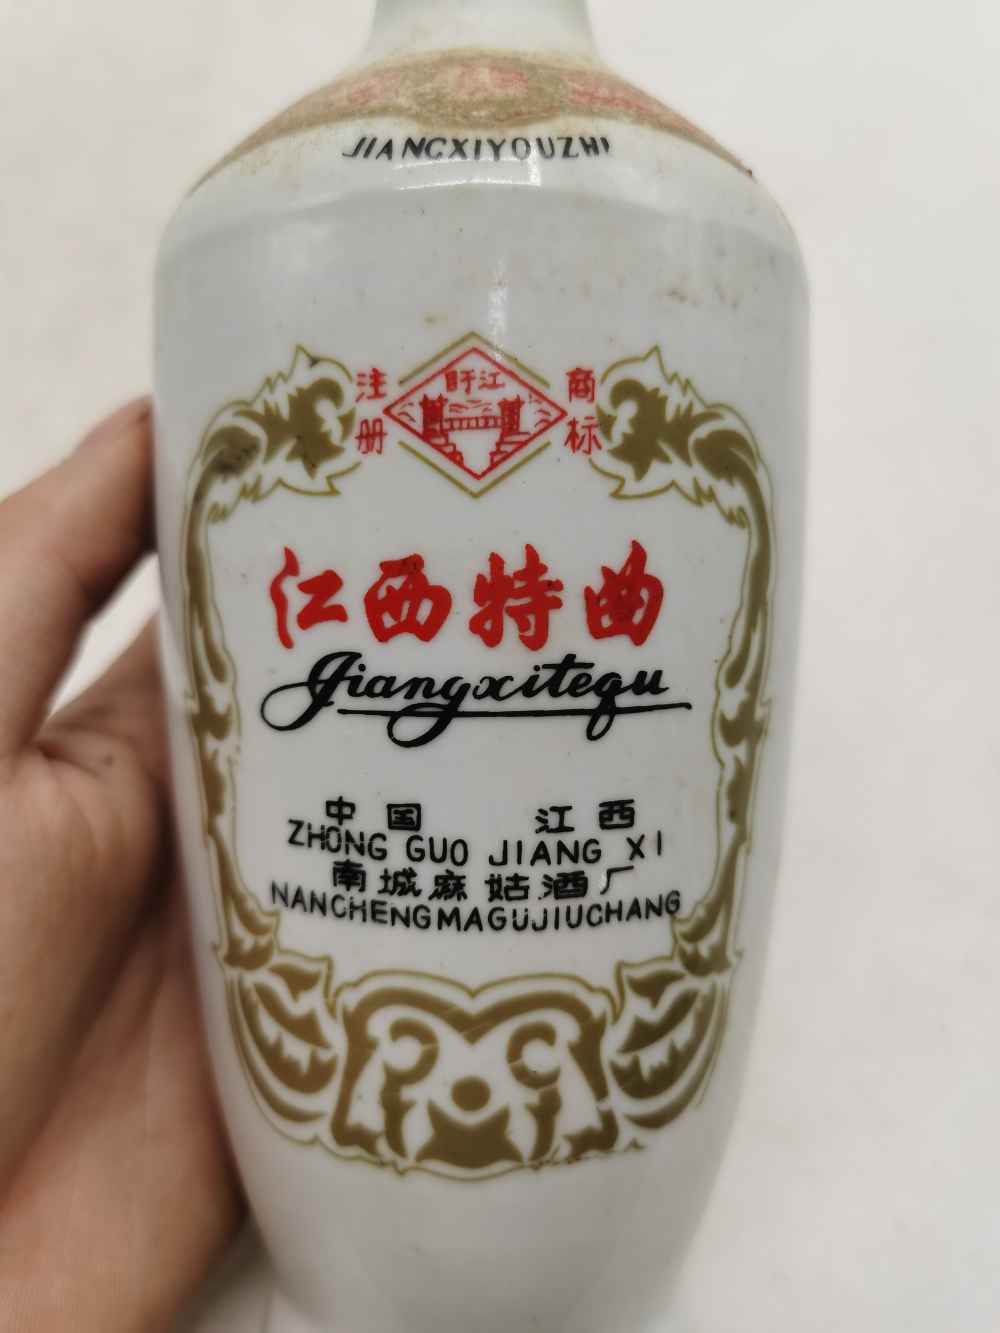 JIANGXIYOUZHI
注册 盱江 商标
江西特曲
Jiangxitequ
中国 江西
ZHONG GUO JIANG XI
南城麻姑酒厂
NANCHENGMAGUJIUCHANG